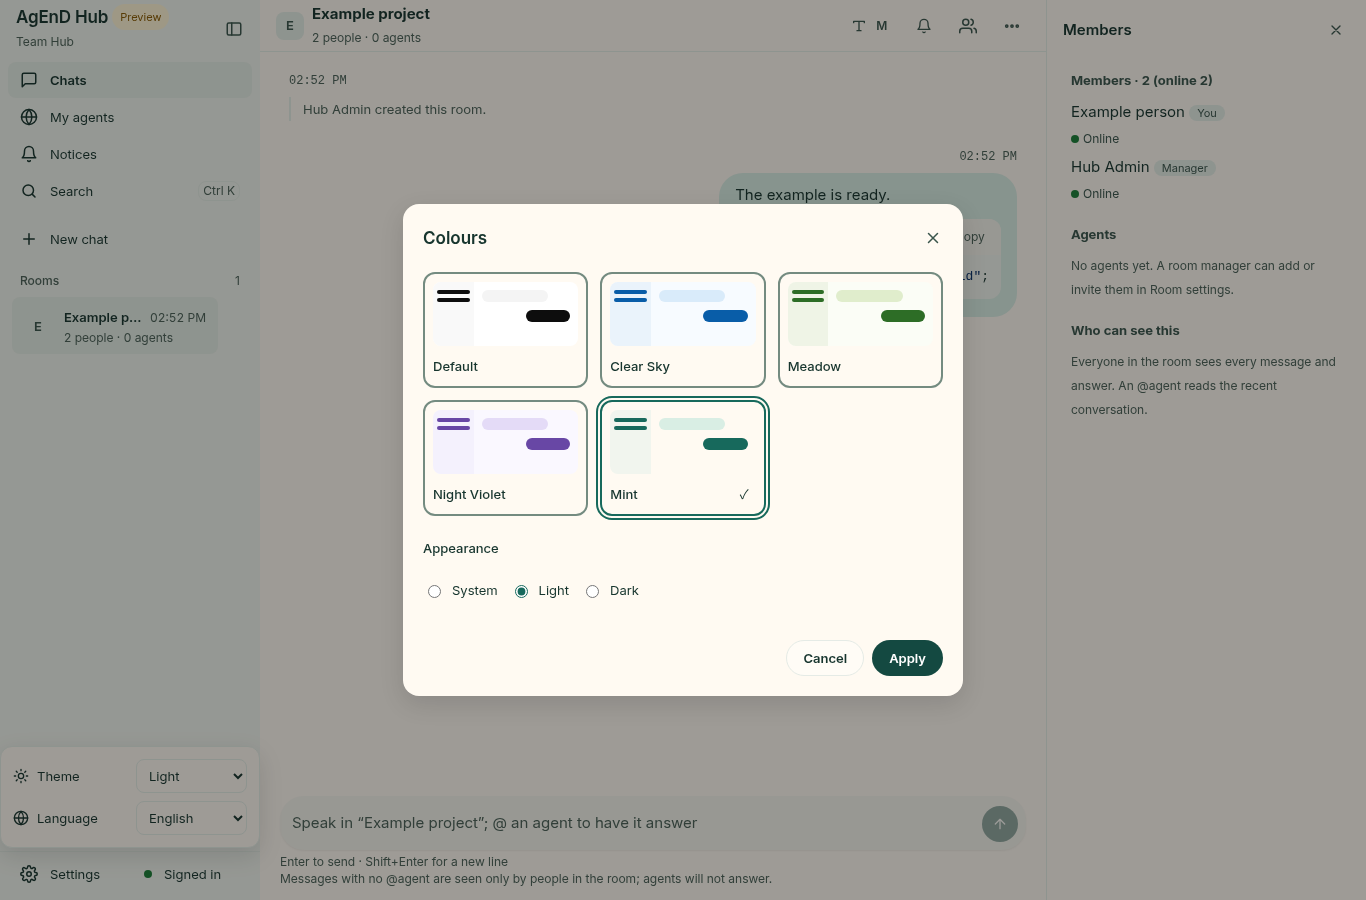 AgEnD Hub Preview
Team Hub
Chats
My agents
Notices
Search Ctrl K
New chat
Rooms 1
E Example p… 02:52 PM
2 people · 0 agents
Theme Light
Language English
Settings Signed in
E Example project
2 people · 0 agents
M
02:52 PM
Hub Admin created this room.
02:52 PM
The example is ready.
opy
d";
Colours
Default
Clear Sky
Meadow
Night Violet
Mint ✓
Appearance
System Light Dark
Cancel Apply
Speak in “Example project”; @ an agent to have it answer
Enter to send · Shift+Enter for a new line
Messages with no @agent are seen only by people in the room; agents will not answer.
Members
Members · 2 (online 2)
Example person You
Online
Hub Admin Manager
Online
Agents
No agents yet. A room manager can add or
invite them in Room settings.
Who can see this
Everyone in the room sees every message and
answer. An @agent reads the recent
conversation.